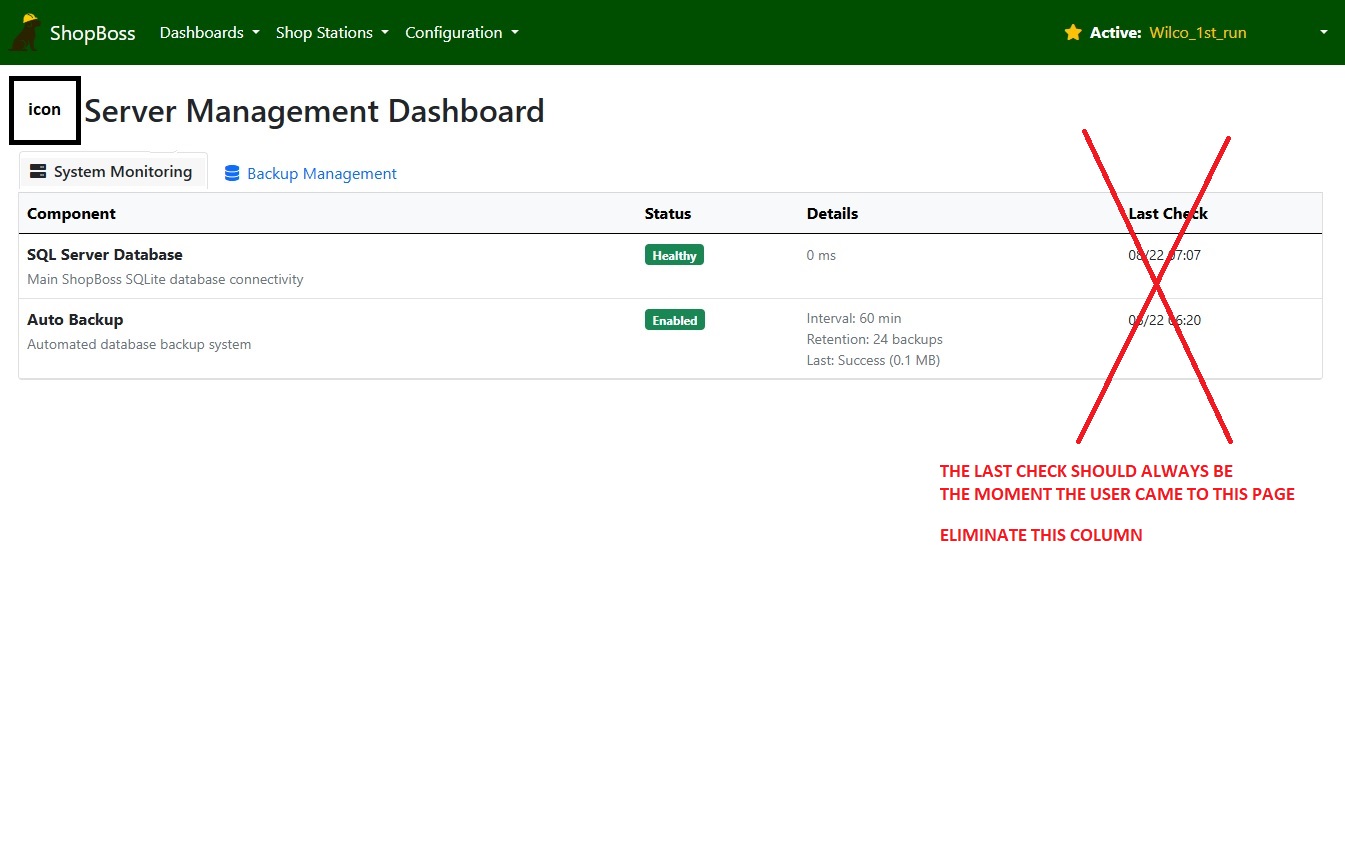 ShopBoss Dashboards Shop Stations Configuration Active: Wilco_1st_run
icon Server Management Dashboard
System Monitoring Backup Management
Component Status Details Last Check
SQL Server Database Healthy 0 ms 08/22 07:07
Main ShopBoss SQLite database connectivity
Auto Backup Enabled Interval: 60 min 08/22 06:20
Automated database backup system Retention: 24 backups
Last: Success (0.1 MB)
THE LAST CHECK SHOULD ALWAYS BE
THE MOMENT THE USER CAME TO THIS PAGE
ELIMINATE THIS COLUMN